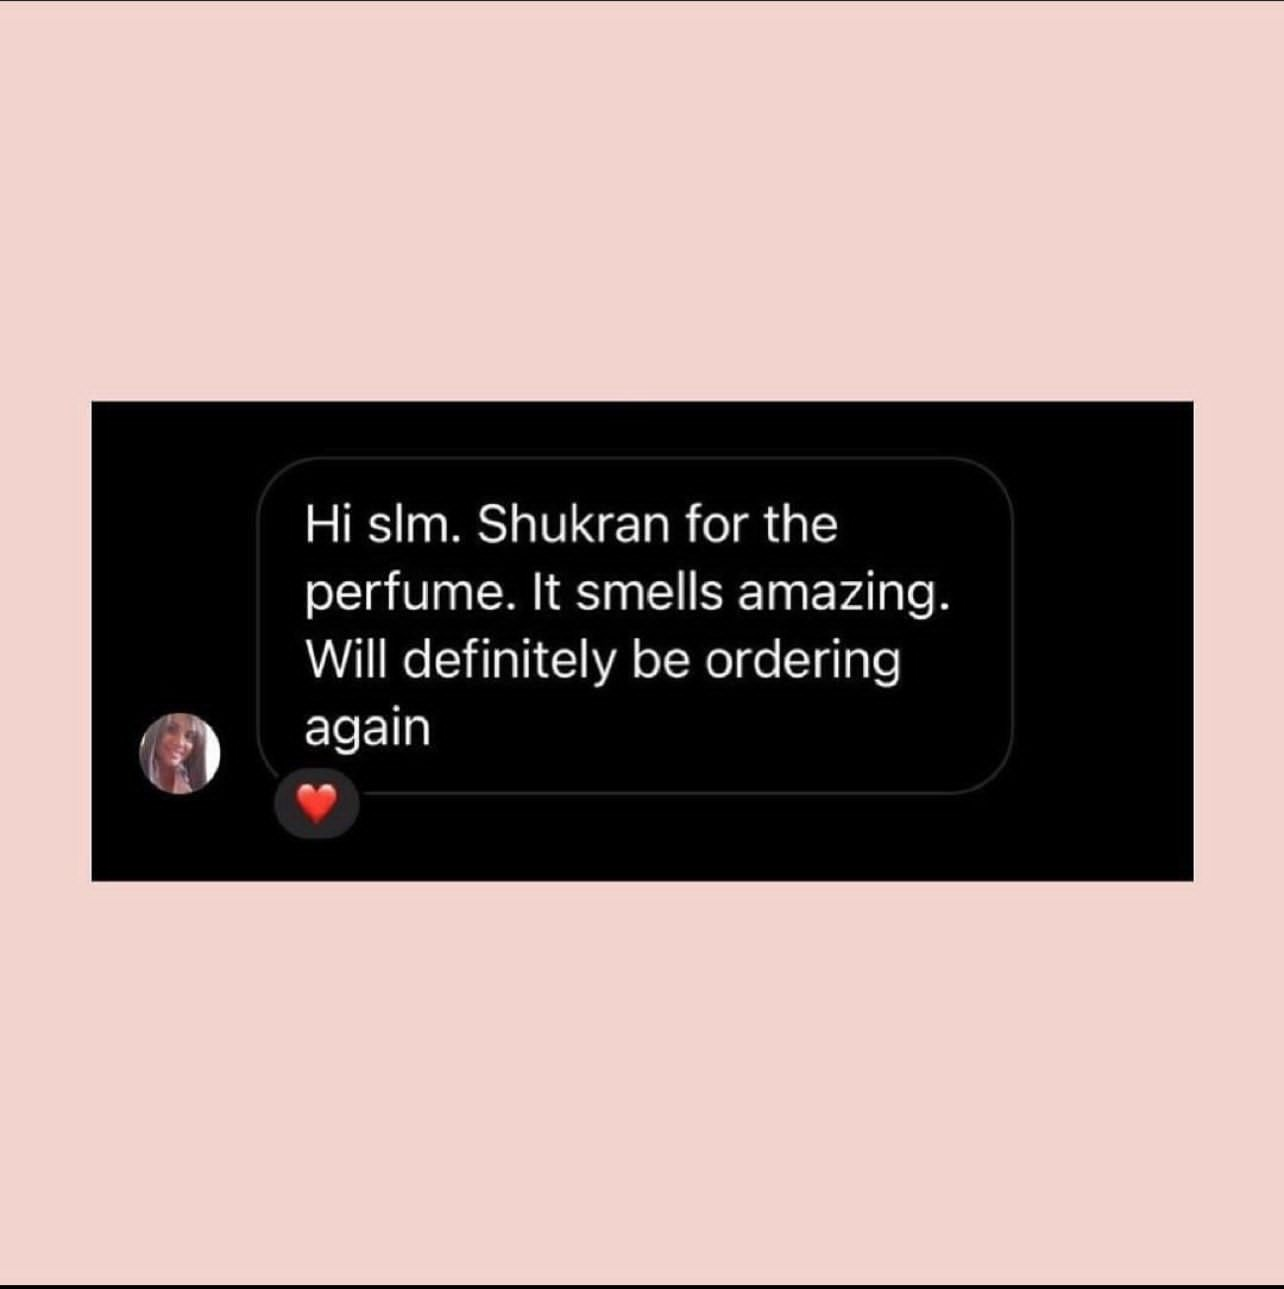 Hi slm. Shukran for the
perfume. It smells amazing.
Will definitely be ordering
again